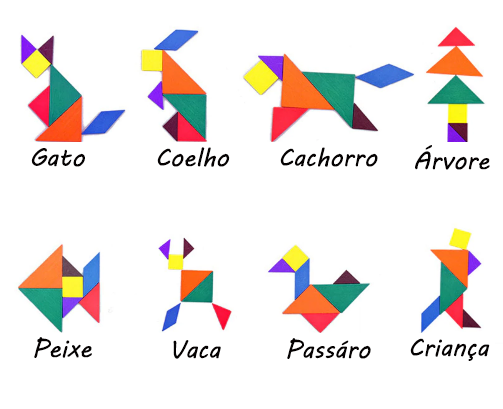 Gato
Coelho
Cachorro
Árvore
Peixe
Vaca
Passáro
Criança